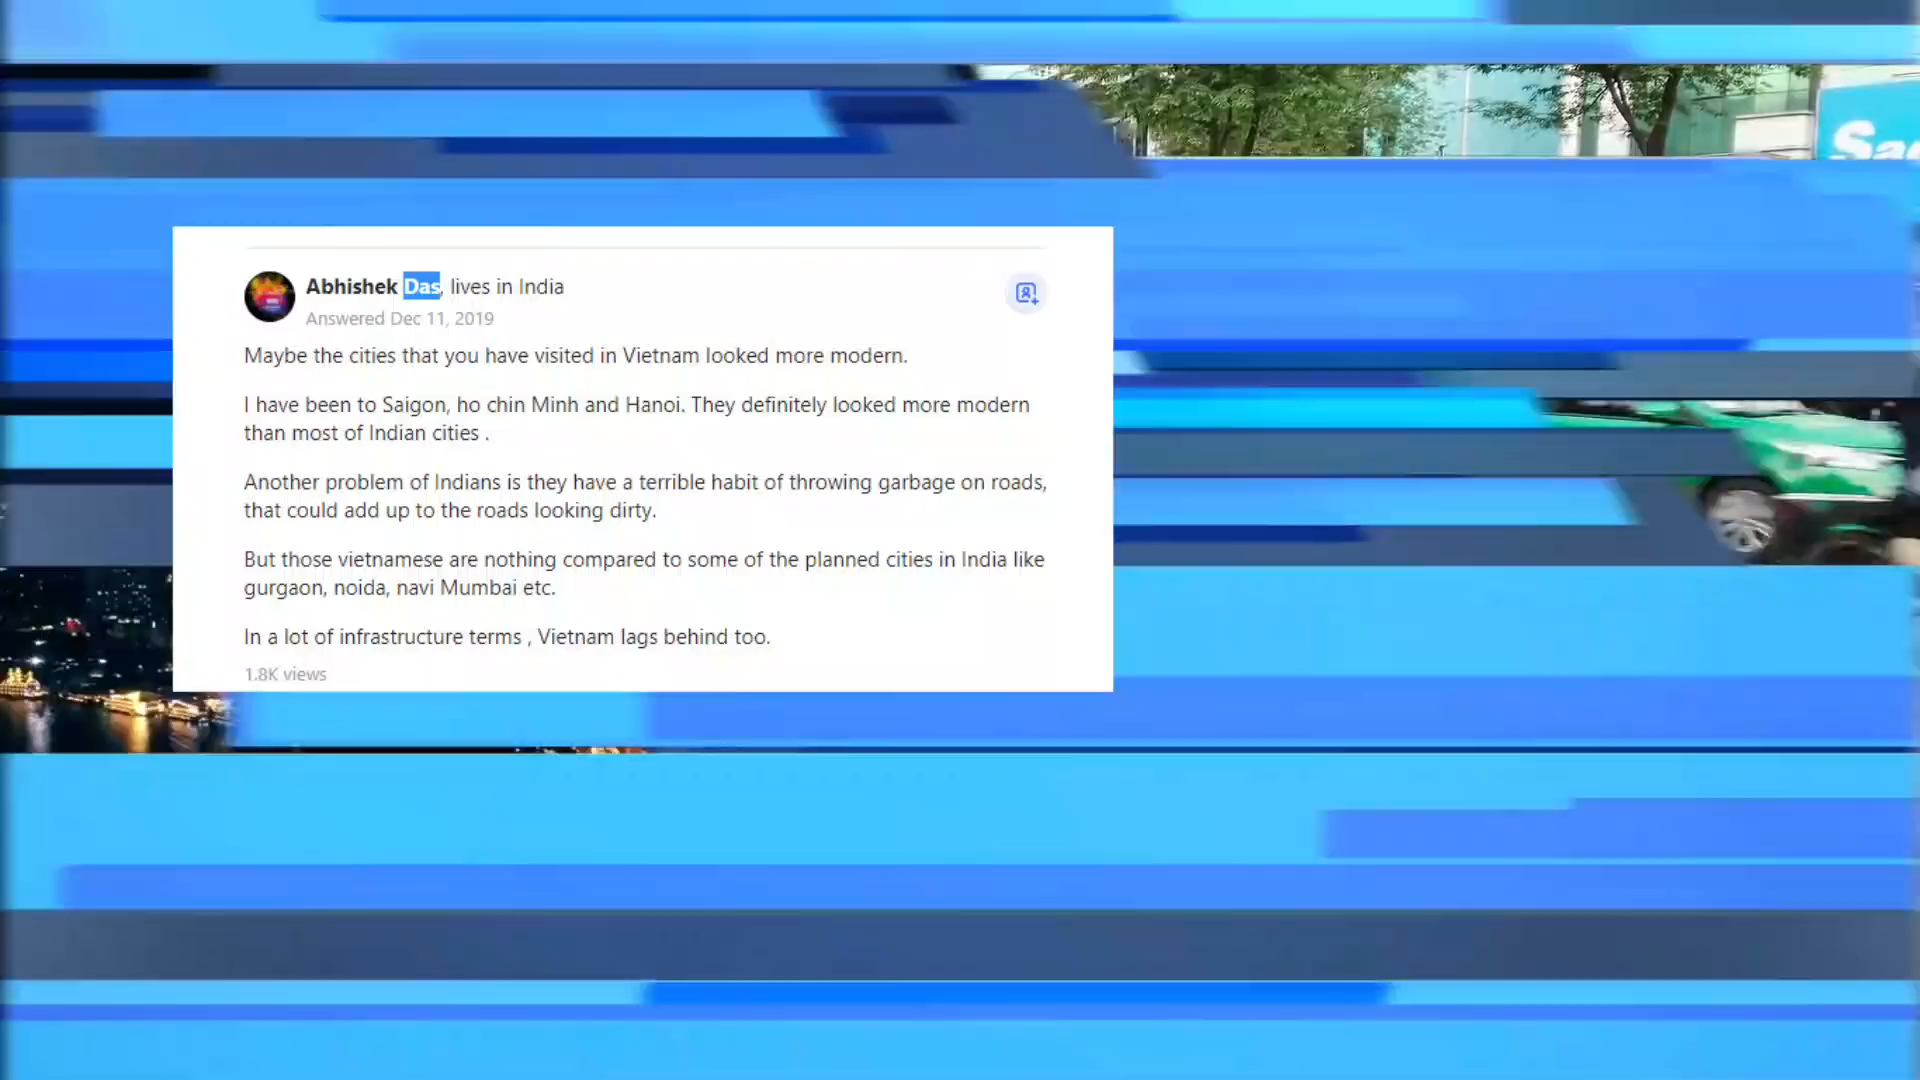 Abhishek Das, lives in India
Answered Dec 11, 2019
Maybe the cities that you have visited in Vietnam looked more modern.
I have been to Saigon, ho chin Minh and Hanoi. They definitely looked more modern
than most of Indian cities .
Another problem of Indians is they have a terrible habit of throwing garbage on roads,
that could add up to the roads looking dirty.
But those vietnamese are nothing compared to some of the planned cities in India like
gurgaon, noida, navi Mumbai etc.
In a lot of infrastructure terms , Vietnam lags behind too.
1.8K views